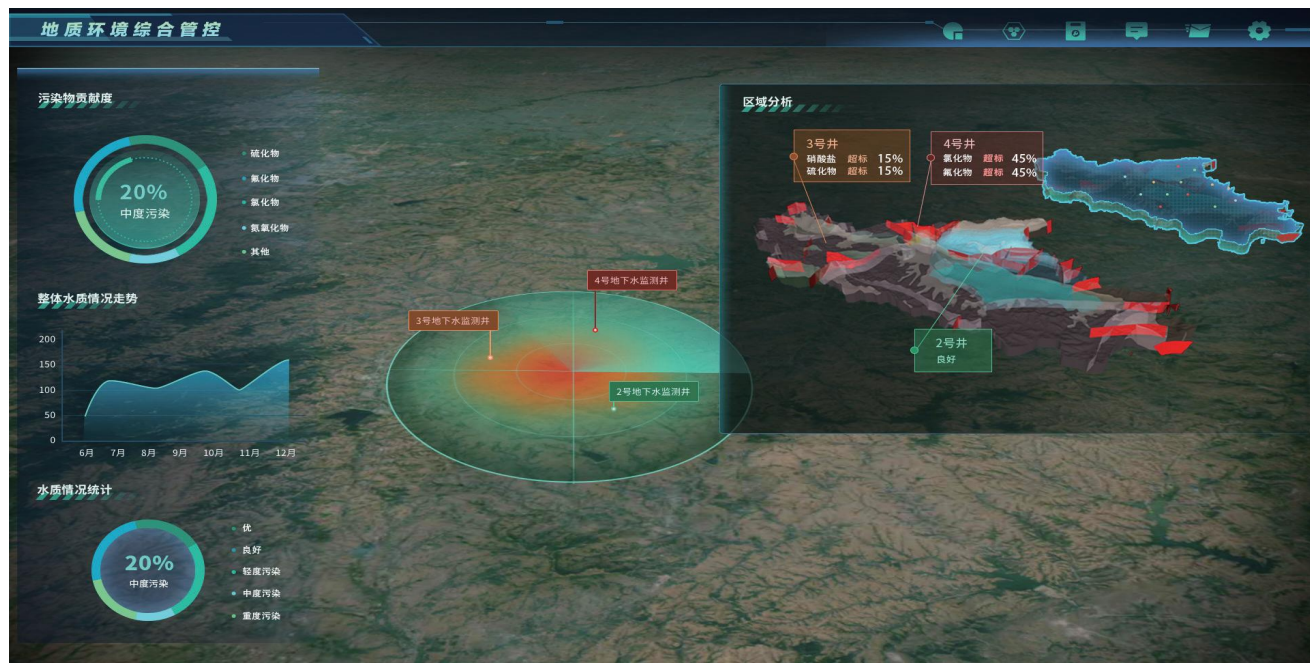 地质环境综合管控
污染物贡献度
20%
中度污染
硫化物
氟化物
氯化物
氮氧化物
其他
整体水质情况走势
200
150
100
50
0
6月 7月 8月 9月 10月 11月 12月
水质情况统计
20%
中度污染
优
良好
轻度污染
中度污染
重度污染
4号地下水监测井
3号地下水监测井
2号地下水监测井
区域分析
3号井
硝酸盐 超标 15%
硫化物 超标 15%
4号井
氯化物 超标 45%
氟化物 超标 45%
2号井
良好